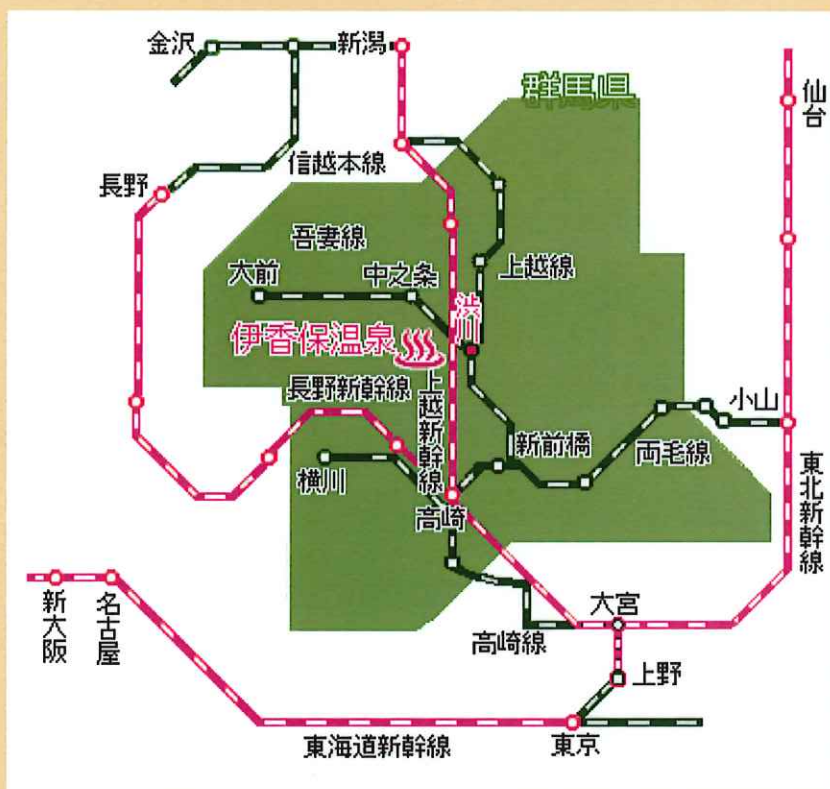 金沢
新潟
群馬県
仙台
信越本線
長野
吾妻線
大前
中之条
上越線
渋川
伊香保温泉
長野新幹線
上越新幹線
小山
新前橋
両毛線
横川
東北新幹線
高崎
新大阪
名古屋
大宮
高崎線
上野
東海道新幹線
東京